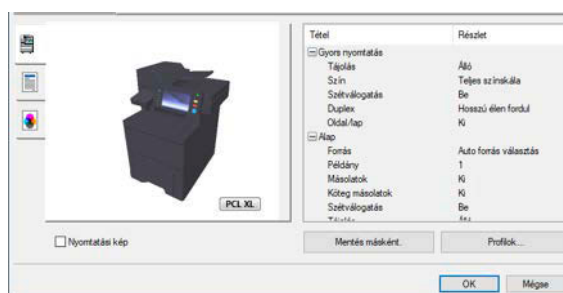 Tétel Részlet
Gyors nyomtatás
Tájolás Álló
Szín Teljes színskála
Szétválogatás Be
Duplex Hosszú élen fordul
Oldal/lap Ki
Alap
Forrás Auto forrás választás
Példány 1
Másolatok Ki
Köteg másolatok Ki
Szétválogatás Be
PCL XL
Nyomtatási kép
Mentés másként.
Profilok...
OK
Mégse